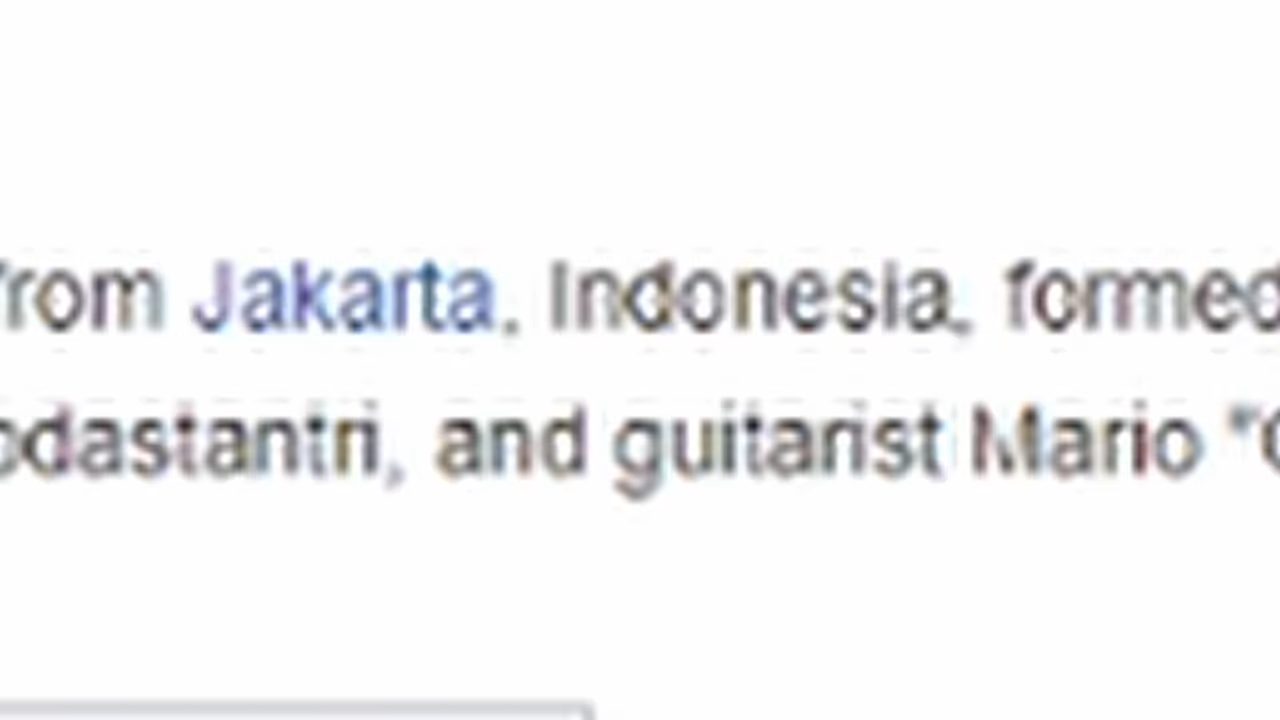 from Jakarta, Indonesia, formed
odastantri, and guitarist Mario "C